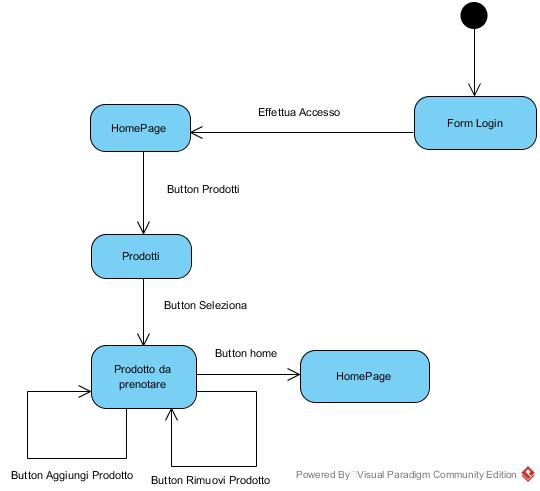 Effettua Accesso
Form Login
HomePage
Button Prodotti
Prodotti
Button Seleziona
Prodotto da
prenotare
Button home
HomePage
Button Aggiungi Prodotto
Button Rimuovi Prodotto
Powered By Visual Paradigm Community Edition